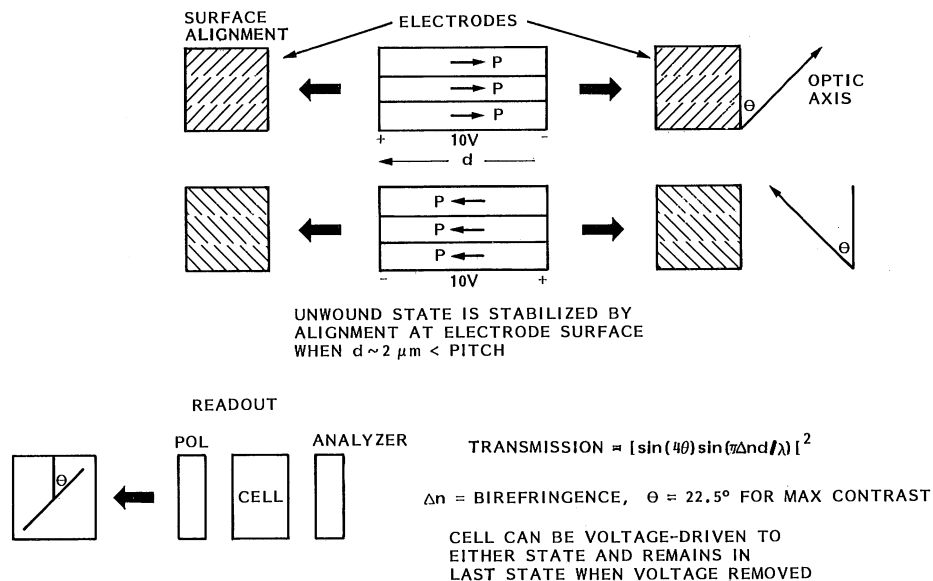 SURFACE
ALIGNMENT
ELECTRODES
P
P
P
+ 10V -
d
θ
OPTIC
AXIS
P
P
P
- 10V +
θ
UNWOUND STATE IS STABILIZED BY
ALIGNMENT AT ELECTRODE SURFACE
WHEN d~2 μm < PITCH
READOUT
POL
ANALYZER
θ
CELL
TRANSMISSION = [sin(4θ)sin(πΔnd/λ)[²
Δn = BIREFRINGENCE, θ = 22.5° FOR MAX CONTRAST
CELL CAN BE VOLTAGE-DRIVEN TO
EITHER STATE AND REMAINS IN
LAST STATE WHEN VOLTAGE REMOVED